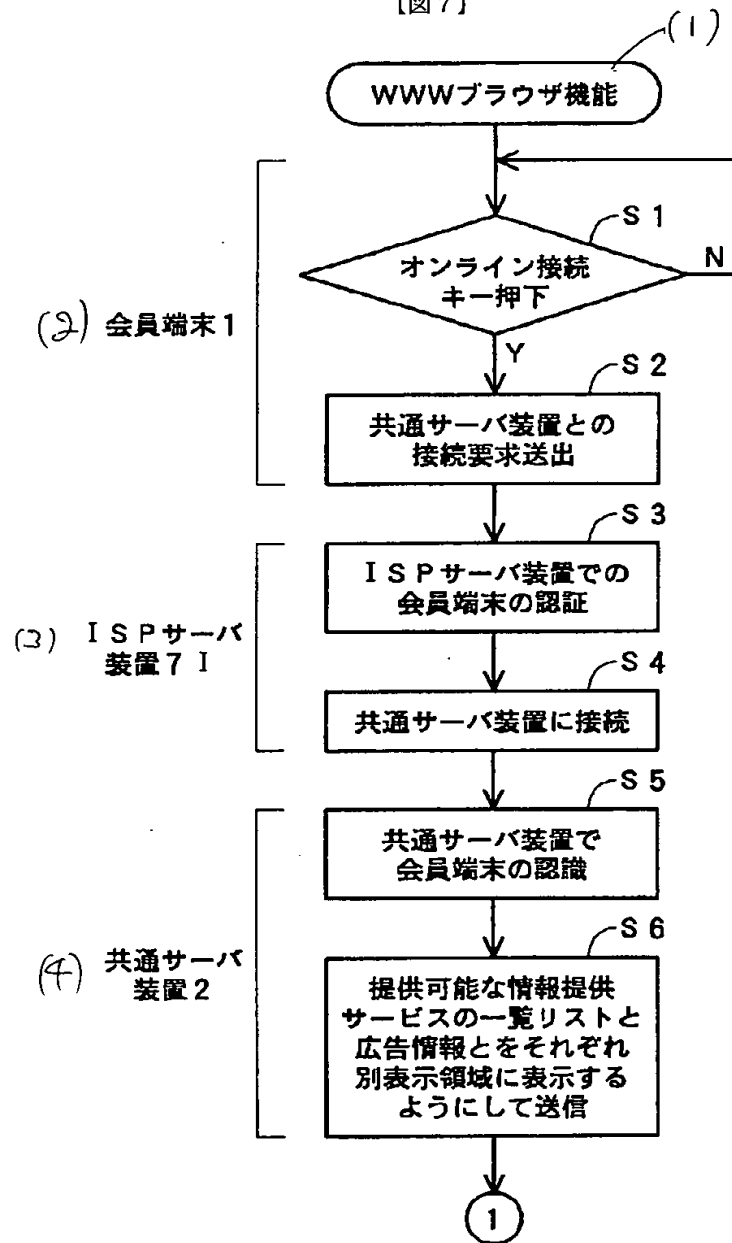 【図7】
(1)
WWWブラウザ機能
S1
オンライン接続
キー押下
N
Y
(2) 会員端末1
S2
共通サーバ装置との
接続要求送出
S3
ISPサーバ装置での
会員端末の認証
(3) ISPサーバ
装置7I
S4
共通サーバ装置に接続
S5
共通サーバ装置で
会員端末の認識
(4) 共通サーバ
装置2
S6
提供可能な情報提供
サービスの一覧リストと
広告情報とをそれぞれ
別表示領域に表示する
ようにして送信
1